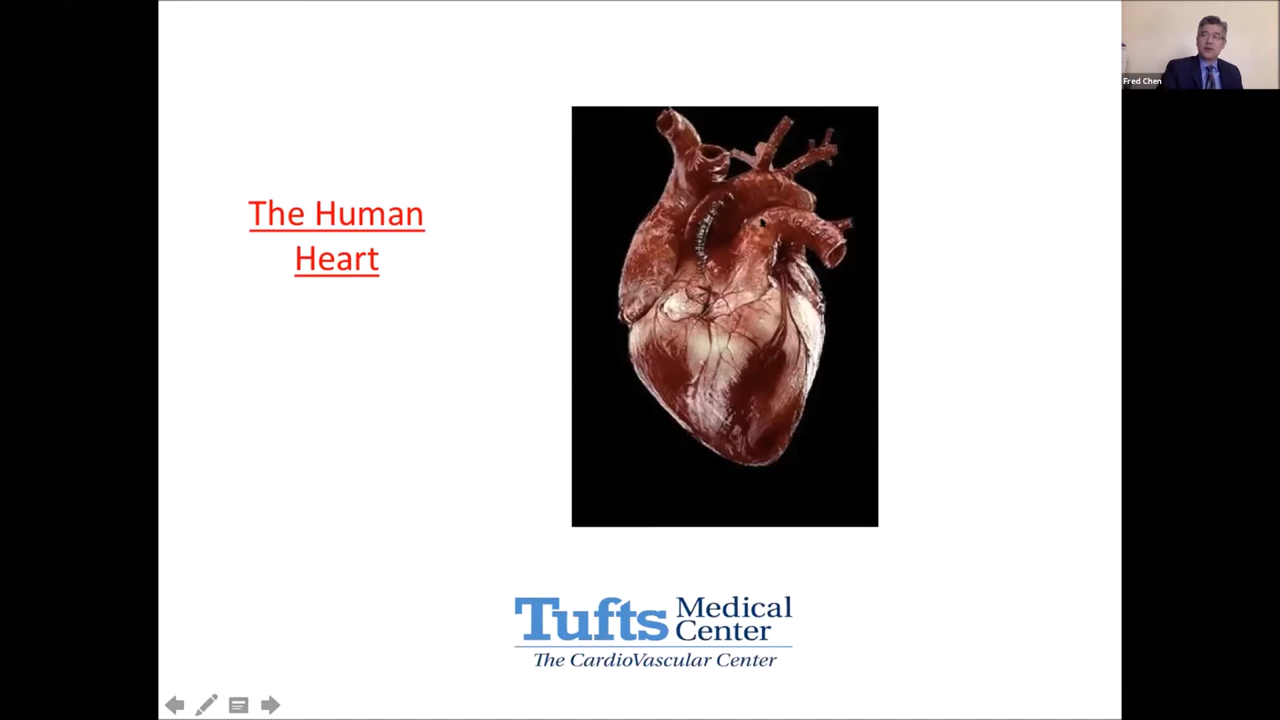 The Human
Heart
Fred Chen
Tufts Medical
Center
The CardioVascular Center